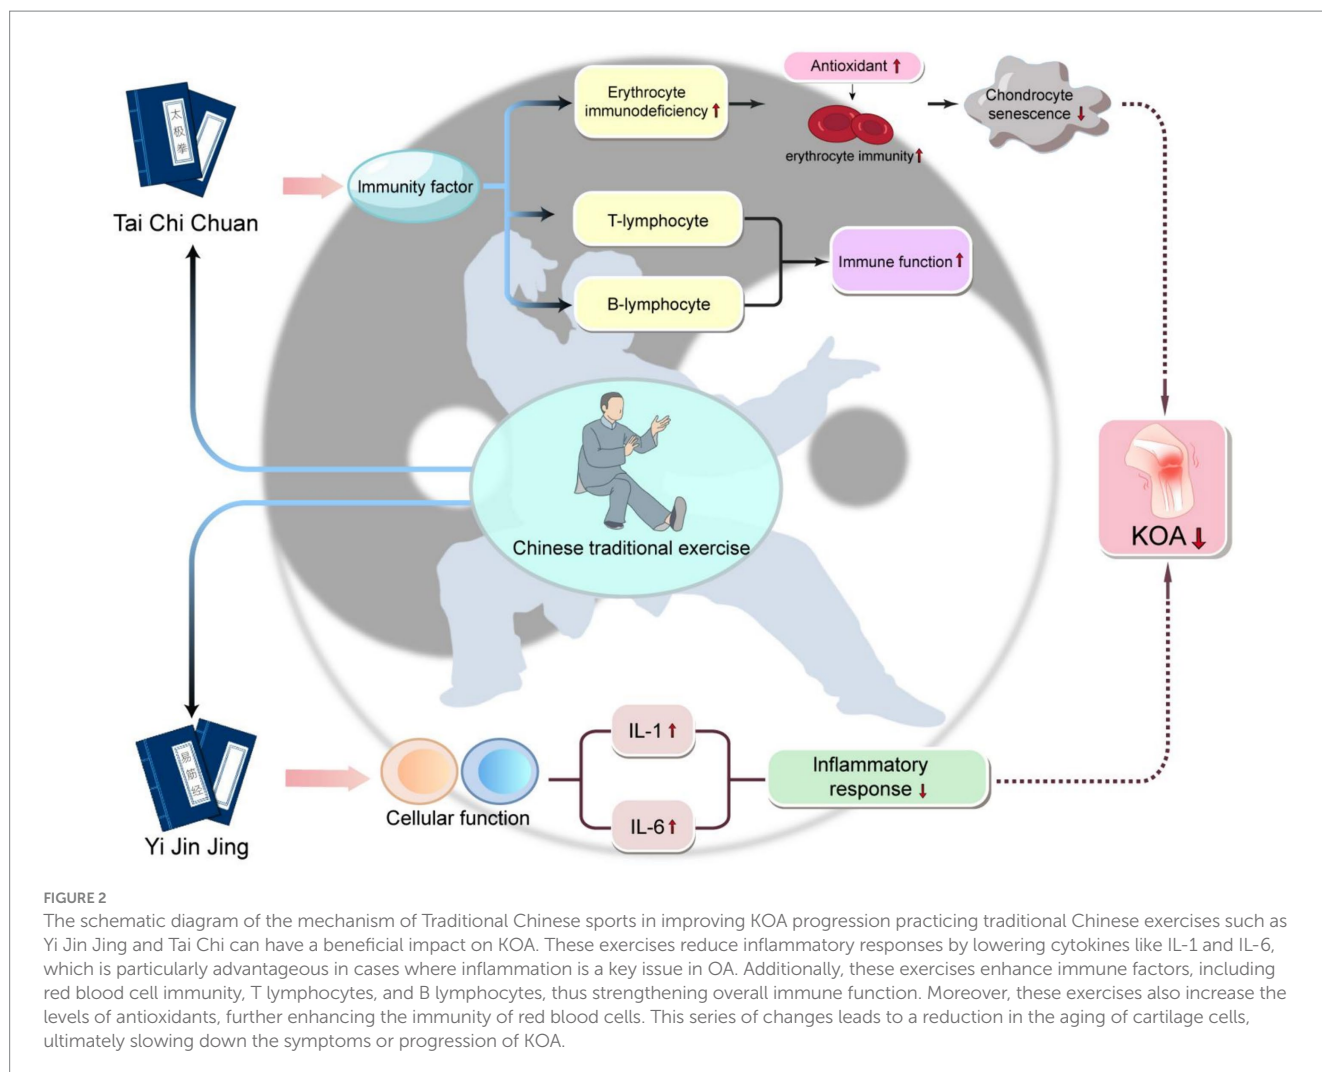 Antioxidant ↑
Erythrocyte
immunodeficiency ↑
Chondrocyte
senescence ↓
erythrocyte immunity ↑
太极拳
Immunity factor
Tai Chi Chuan
T-lymphocyte
Immune function ↑
B-lymphocyte
Chinese traditional exercise
KOA ↓
IL-1 ↑
筋经
Inflammatory
response ↓
Cellular function
IL-6 ↑
Yi Jin Jing
FIGURE 2
The schematic diagram of the mechanism of Traditional Chinese sports in improving KOA progression practicing traditional Chinese exercises such as
Yi Jin Jing and Tai Chi can have a beneficial impact on KOA. These exercises reduce inflammatory responses by lowering cytokines like IL-1 and IL-6,
which is particularly advantageous in cases where inflammation is a key issue in OA. Additionally, these exercises enhance immune factors, including
red blood cell immunity, T lymphocytes, and B lymphocytes, thus strengthening overall immune function. Moreover, these exercises also increase the
levels of antioxidants, further enhancing the immunity of red blood cells. This series of changes leads to a reduction in the aging of cartilage cells,
ultimately slowing down the symptoms or progression of KOA.